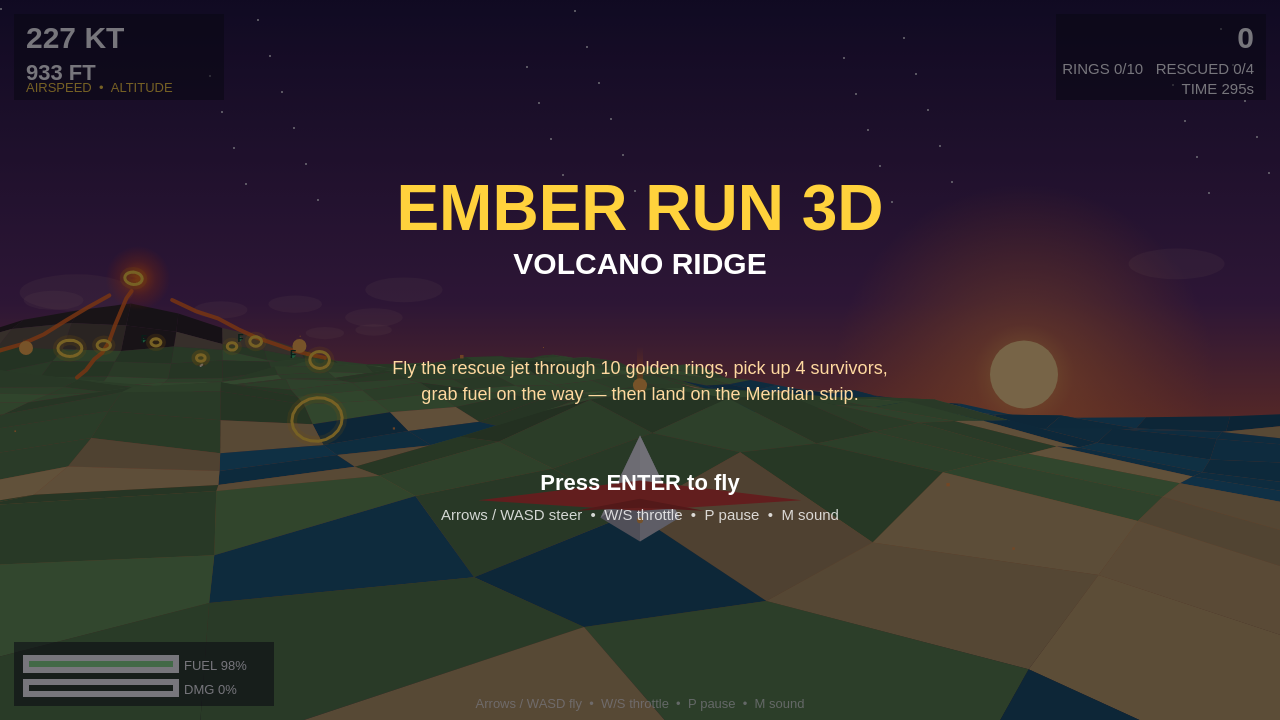 227 KT
933 FT
AIRSPEED • ALTITUDE
0
RINGS 0/10 RESCUED 0/4
TIME 295s
EMBER RUN 3D
VOLCANO RIDGE
F
F
Fly the rescue jet through 10 golden rings, pick up 4 survivors,
grab fuel on the way — then land on the Meridian strip.
Press ENTER to fly
Arrows / WASD steer • W/S throttle • P pause • M sound
FUEL 98%
DMG 0%
Arrows / WASD fly • W/S throttle • P pause • M sound